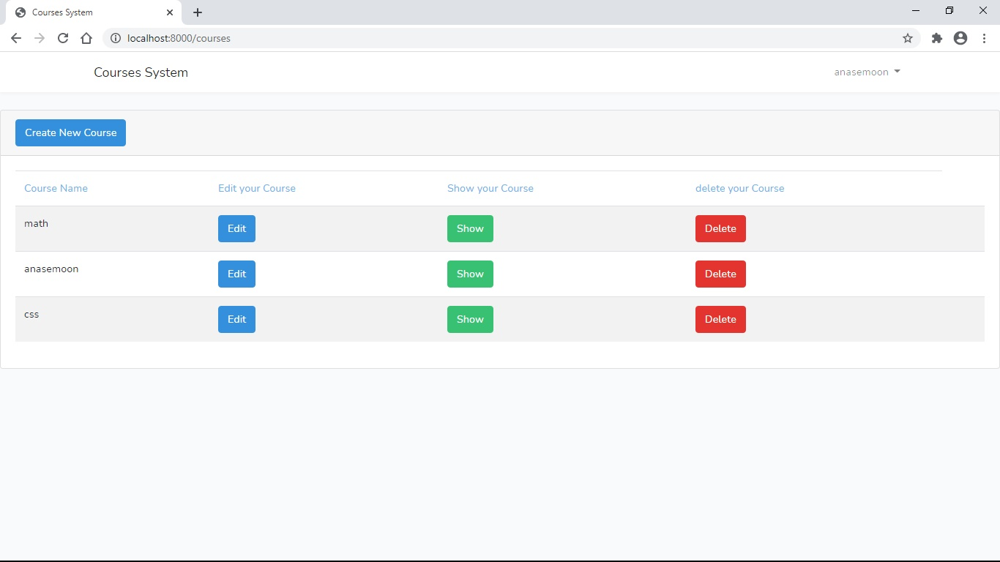 Courses System
localhost:8000/courses
Courses System anasemoon
Create New Course
Course Name Edit your Course Show your Course delete your Course
math Edit Show Delete
anasemoon Edit Show Delete
css Edit Show Delete